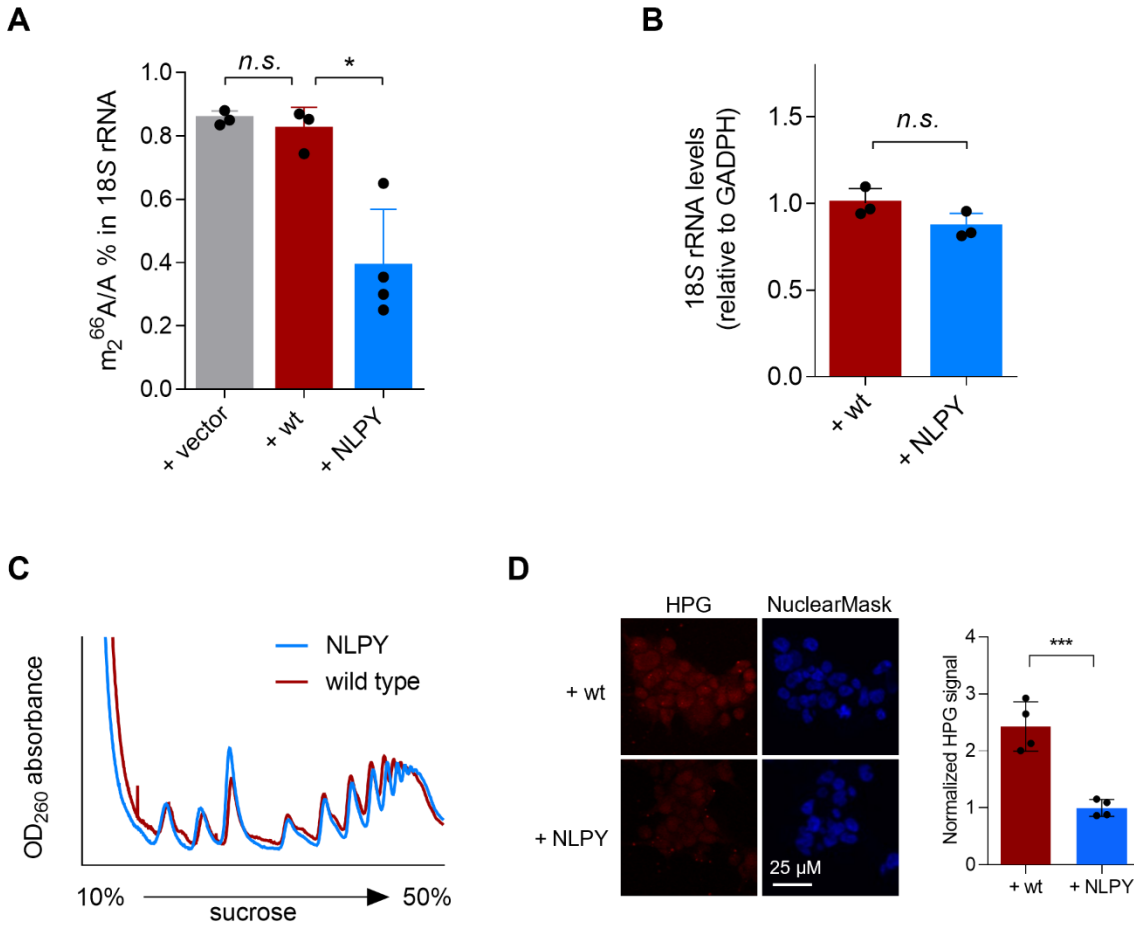 A
m₂⁶⁶A/A % in 18S rRNA
1.0
0.8
0.6
0.4
0.2
0.0
n.s.
*
+ vector
+ wt
+ NLPY
B
18S rRNA levels
(relative to GADPH)
1.5
1.0
0.5
0.0
n.s.
+ wt
+ NLPY
C
OD₂₆₀ absorbance
NLPY
wild type
10%
50%
sucrose
D
HPG
NuclearMask
+ wt
+ NLPY
25 µM
Normalized HPG signal
4
3
2
1
0
***
+ wt
+ NLPY